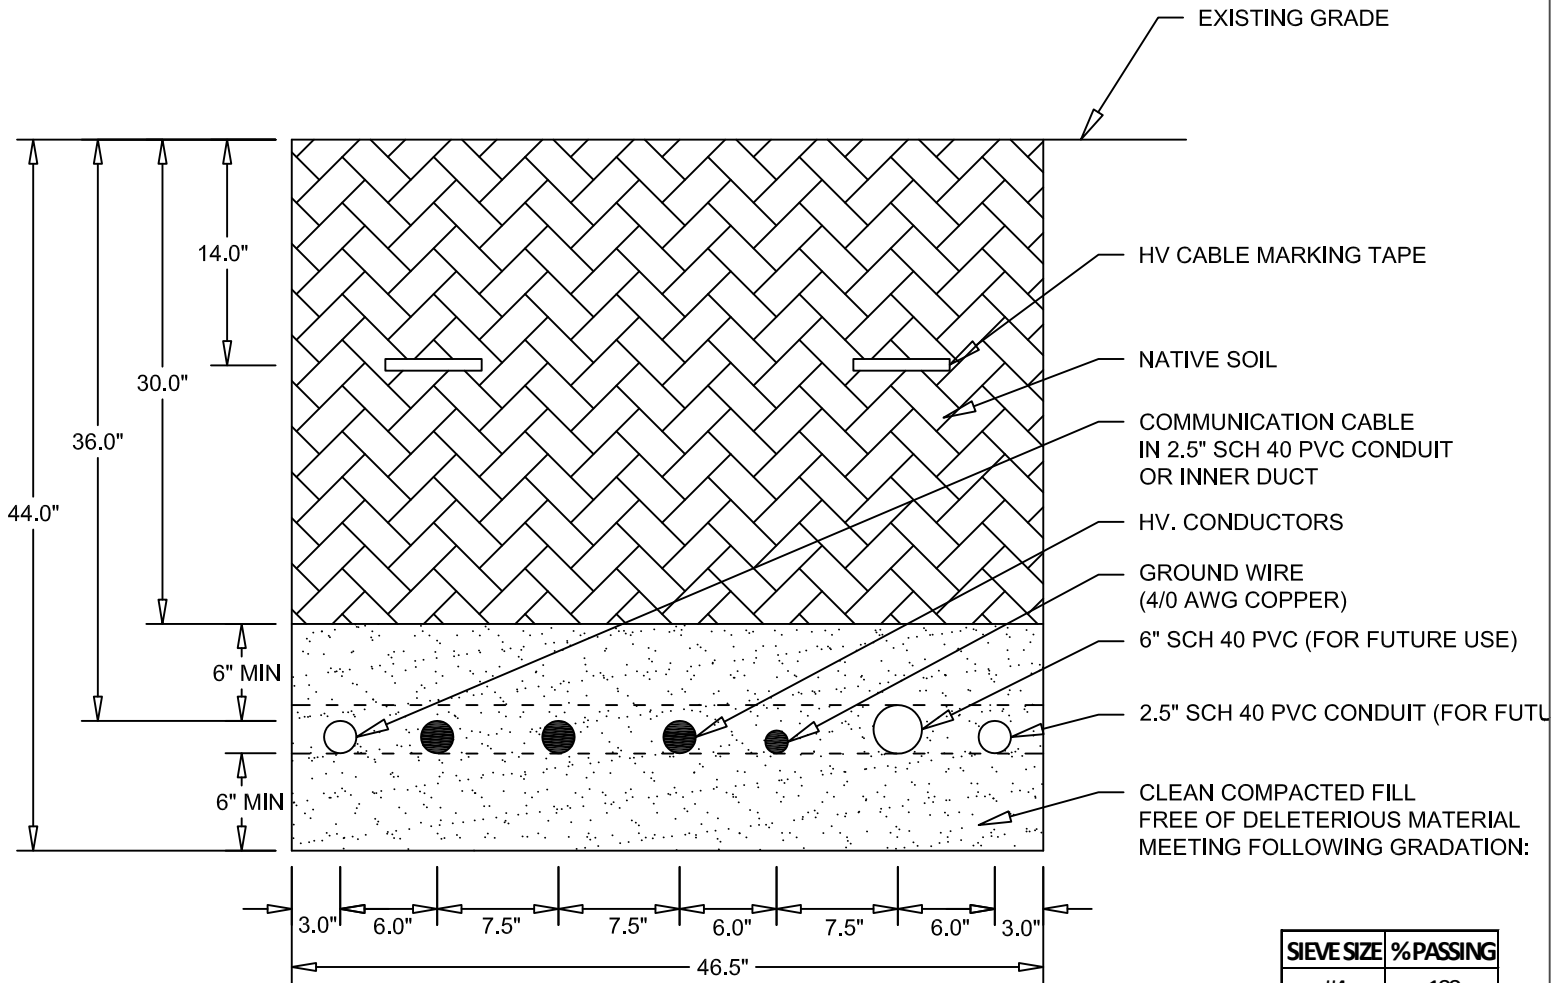 EXISTING GRADE
14.0"
HV CABLE MARKING TAPE
NATIVE SOIL
30.0"
COMMUNICATION CABLE
IN 2.5" SCH 40 PVC CONDUIT
OR INNER DUCT
36.0"
44.0"
HV. CONDUCTORS
GROUND WIRE
(4/0 AWG COPPER)
6" SCH 40 PVC (FOR FUTURE USE)
6" MIN
2.5" SCH 40 PVC CONDUIT (FOR
6" MIN
CLEAN COMPACTED FILL
FREE OF DELETERIOUS MATERIAL
MEETING FOLLOWING GRADATION:
3.0" 6.0" 7.5" 7.5" 6.0" 7.5" 6.0" 3.0"
46.5"
SIEVE SIZE % PASSING